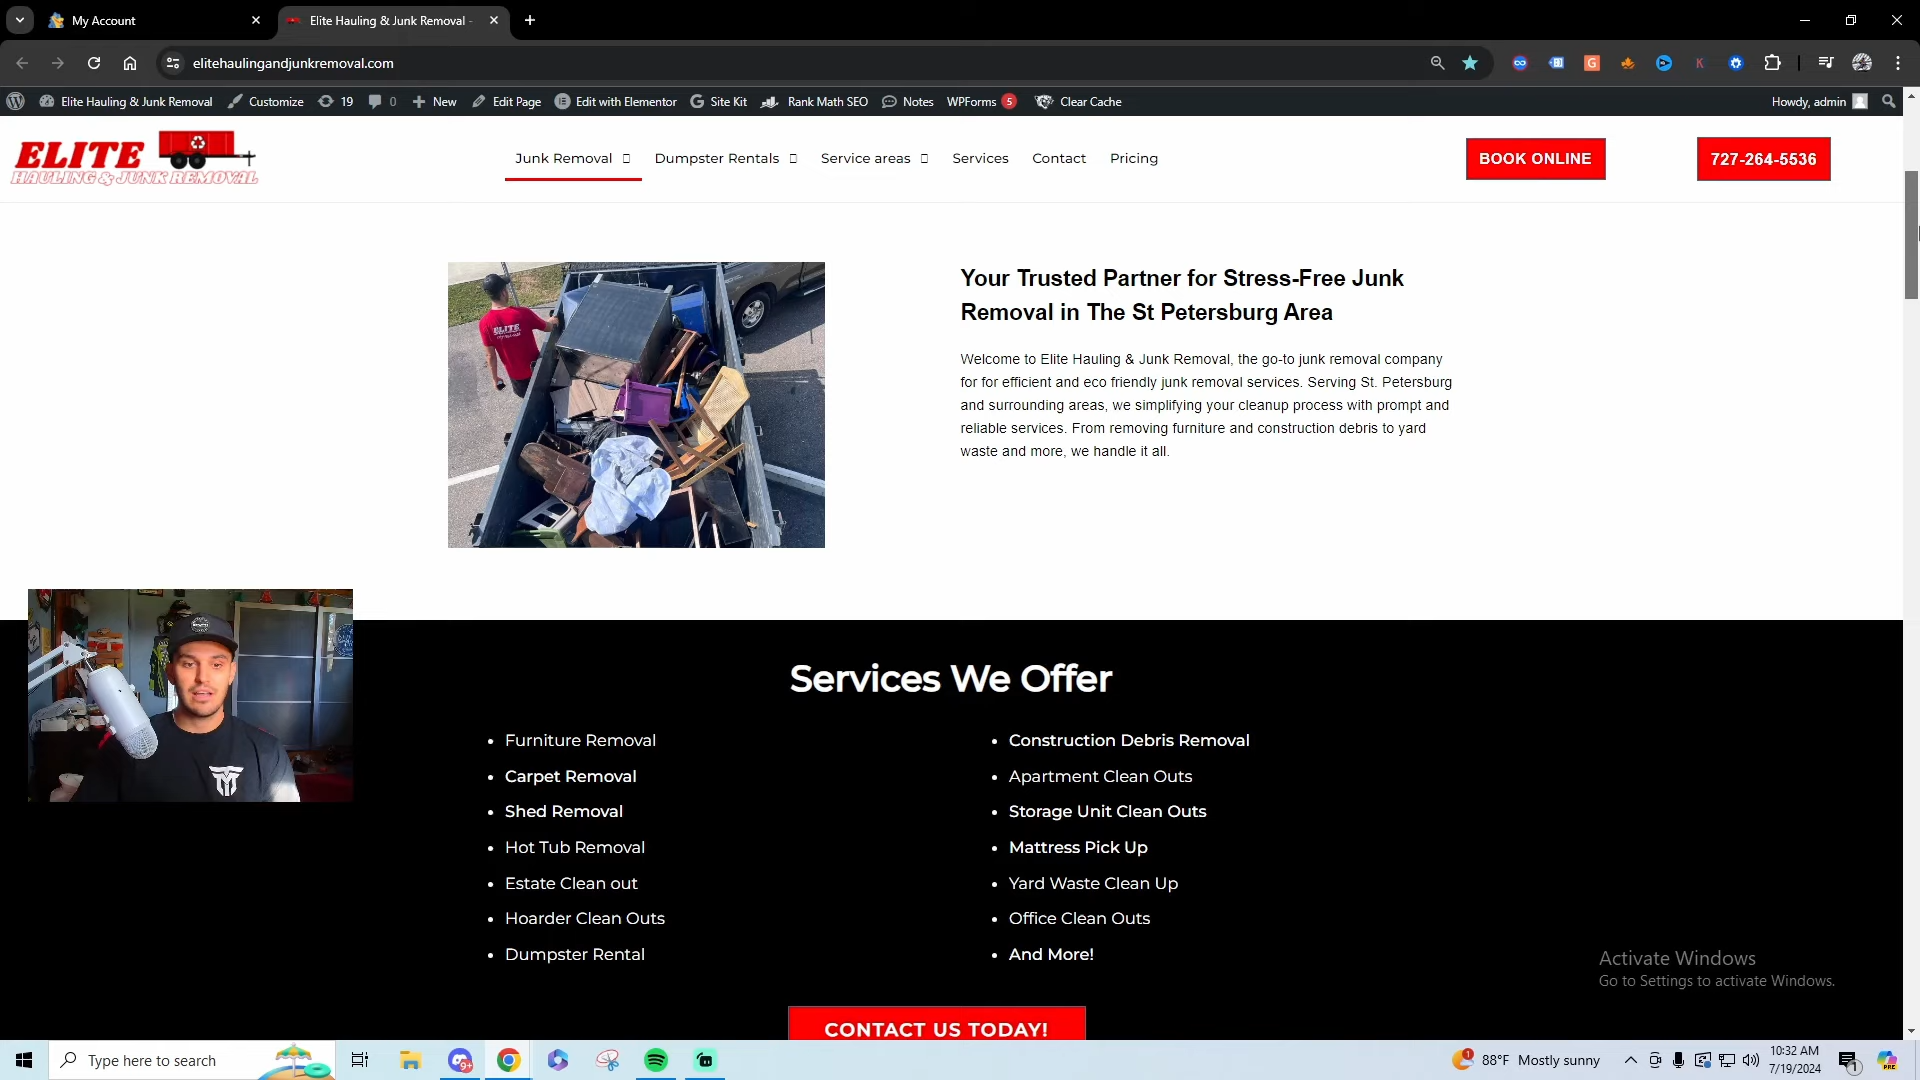 My Account
Elite Hauling & Junk Removal -
elitehaulingandjunkremoval.com
Elite Hauling & Junk Removal Customize 19 0 New Edit Page Edit with Elementor Site Kit Rank Math SEO Notes WPForms 5 Clear Cache Howdy, admin
ELITE
HAULING & JUNK REMOVAL
Junk Removal Dumpster Rentals Service areas Services Contact Pricing
BOOK ONLINE
727-264-5536
Your Trusted Partner for Stress-Free Junk
Removal in The St Petersburg Area
Welcome to Elite Hauling & Junk Removal, the go-to junk removal company
for for efficient and eco friendly junk removal services. Serving St. Petersburg
and surrounding areas, we simplifying your cleanup process with prompt and
reliable services. From removing furniture and construction debris to yard
waste and more, we handle it all.
ELITE
Services We Offer
• Furniture Removal
• Carpet Removal
• Shed Removal
• Hot Tub Removal
• Estate Clean out
• Hoarder Clean Outs
• Dumpster Rental
• Construction Debris Removal
• Apartment Clean Outs
• Storage Unit Clean Outs
• Mattress Pick Up
• Yard Waste Clean Up
• Office Clean Outs
• And More!
CONTACT US TODAY!
Activate Windows
Go to Settings to activate Windows.
Type here to search
9+
1
88°F Mostly sunny
10:32 AM
7/19/2024
1
PRE